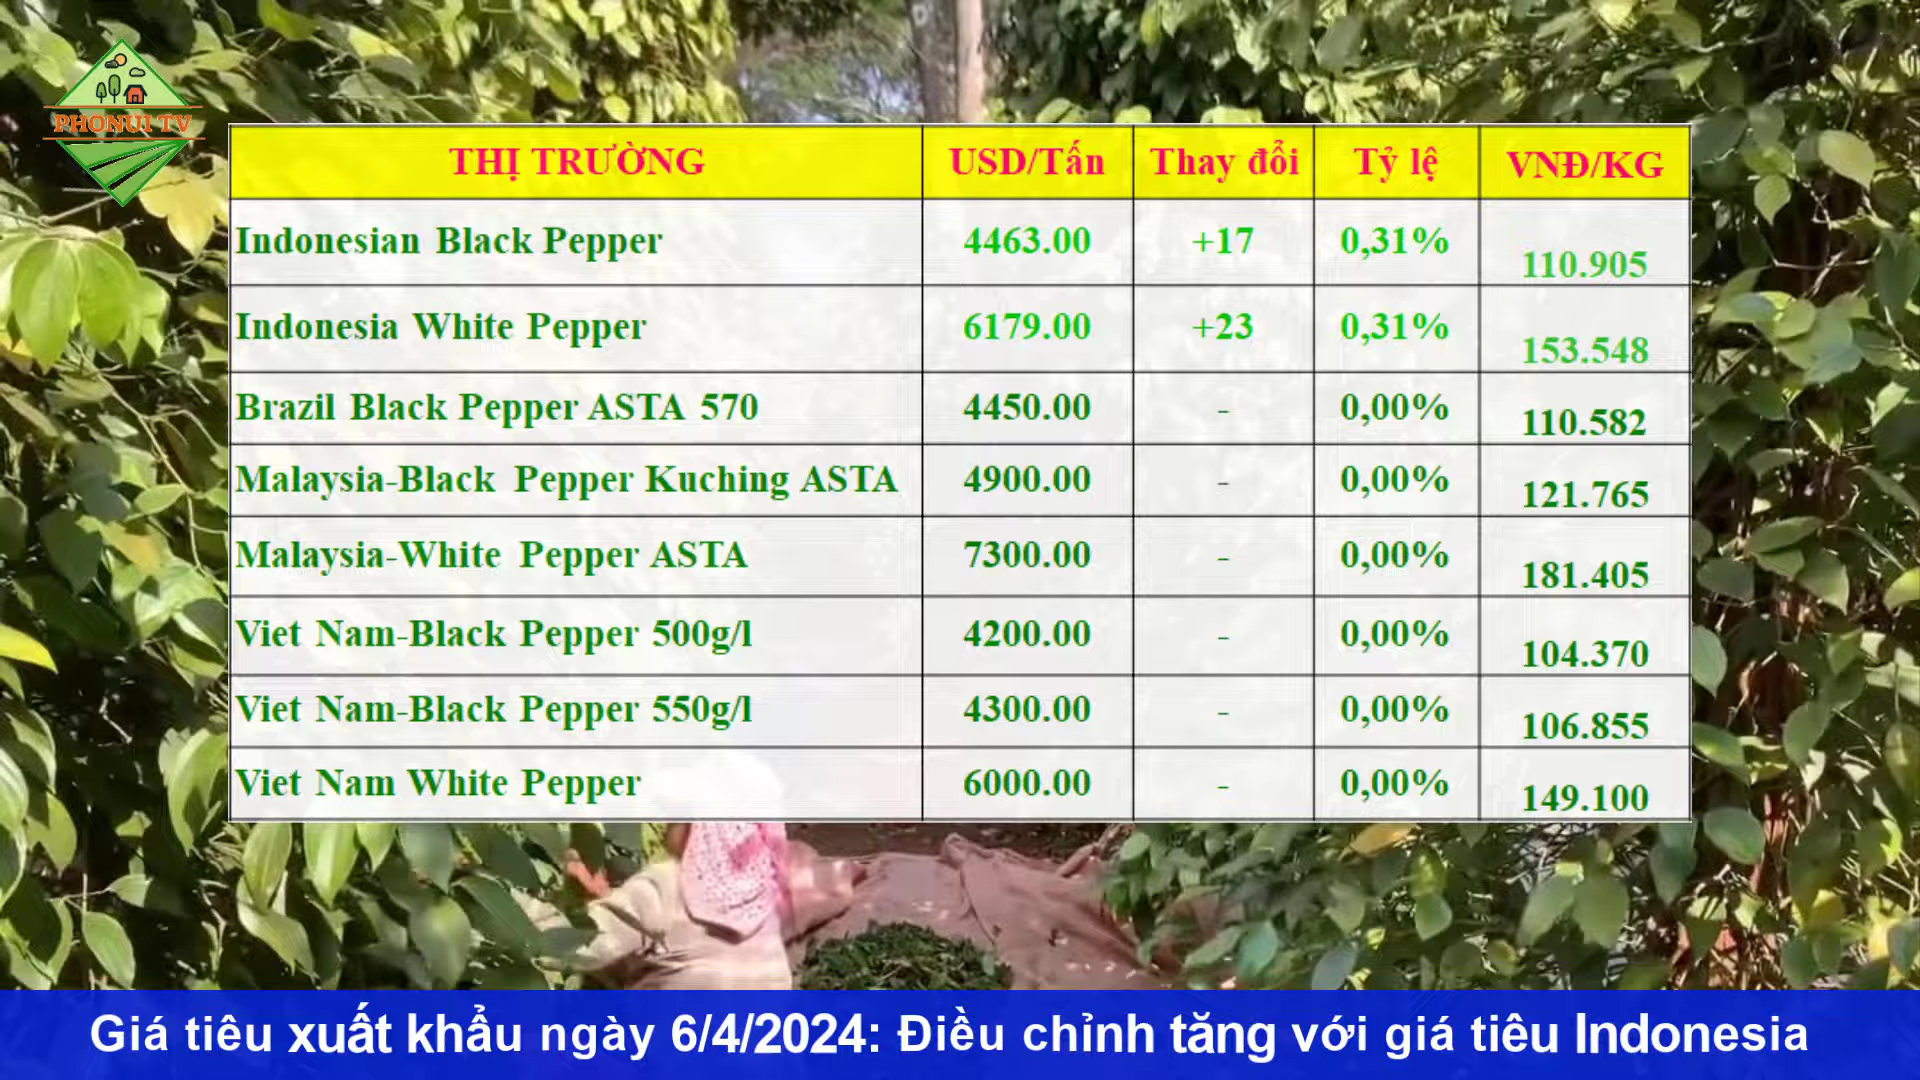 PHONUI TV
THỊ TRƯỜNG USD/Tấn Thay đổi Tỷ lệ VNĐ/KG
Indonesian Black Pepper 4463.00 +17 0,31% 110.905
Indonesia White Pepper 6179.00 +23 0,31% 153.548
Brazil Black Pepper ASTA 570 4450.00 - 0,00% 110.582
Malaysia-Black Pepper Kuching ASTA 4900.00 - 0,00% 121.765
Malaysia-White Pepper ASTA 7300.00 - 0,00% 181.405
Viet Nam-Black Pepper 500g/l 4200.00 - 0,00% 104.370
Viet Nam-Black Pepper 550g/l 4300.00 - 0,00% 106.855
Viet Nam White Pepper 6000.00 - 0,00% 149.100
Giá tiêu xuất khẩu ngày 6/4/2024: Điều chỉnh tăng với giá tiêu Indonesia